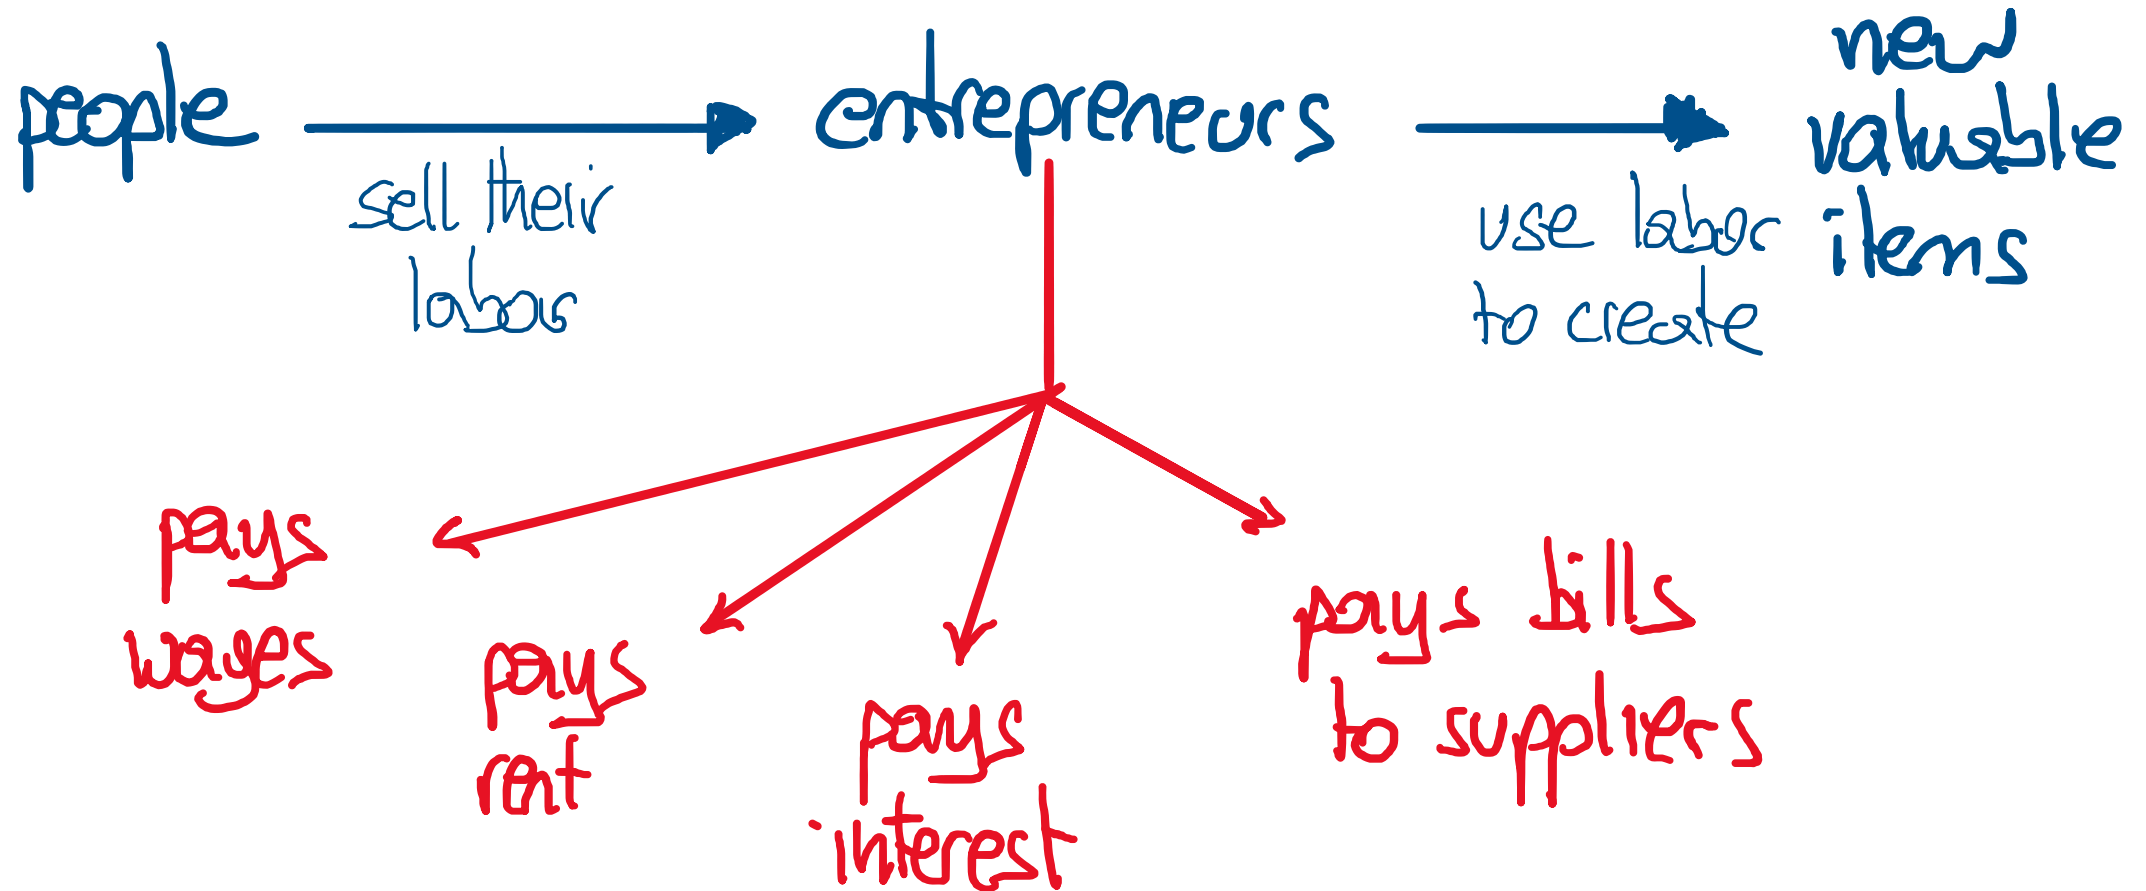 people
sell their
labor
entrepreneurs
use labor
to create
new
valuable
items
pays
wages
pays
rent
pays
interest
pays bills
to suppliers